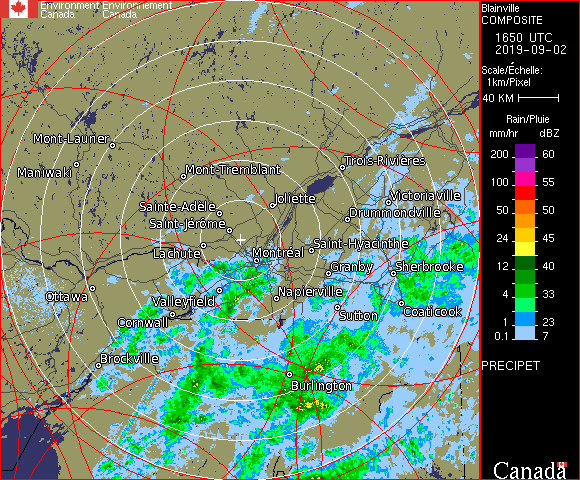 Environment Environnement
Canada Canada
Blainville
COMPOSITE
1650 UTC
2019-09-02
Scale/Échelle:
1km/Pixel
40 KM
Rain/Pluie
mm/hr dBZ
200 60
100 55
50 50
24 45
12 40
4 33
1 23
0.1 7
PRECIPET
Canada
Mont-Laurier
Maniwaki
Mont-Tremblant
Trois-Rivières
Sainte-Adèle
Joliette
Victoriaville
Saint-Jérôme
Drummondville
Lachute
Montréal
Saint-Hyacinthe
Granby
Sherbrooke
Ottawa
Valleyfield
Napierville
Cornwall
Sutton
Coaticook
Brockville
Burlington